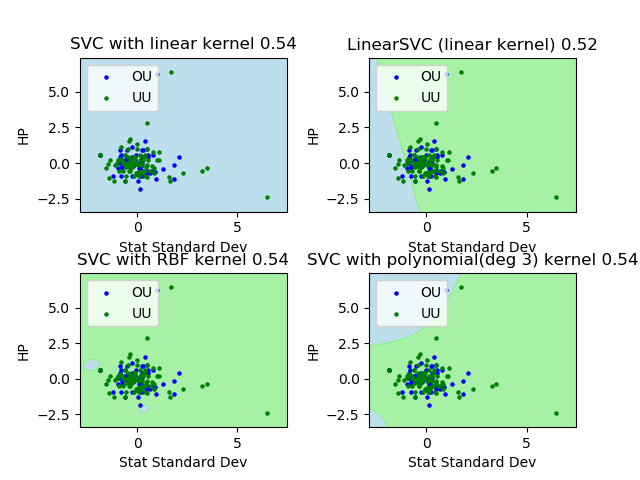 SVC with linear kernel 0.54
LinearSVC (linear kernel) 0.52
OU
UU
OU
UU
HP
5.0
2.5
0.0
−2.5
HP
5.0
2.5
0.0
−2.5
0
5
0
5
Stat Standard Dev
Stat Standard Dev
SVC with RBF kernel 0.54
SVC with polynomial(deg 3) kernel 0.54
OU
UU
OU
UU
HP
5.0
2.5
0.0
−2.5
HP
5.0
2.5
0.0
−2.5
0
5
0
5
Stat Standard Dev
Stat Standard Dev